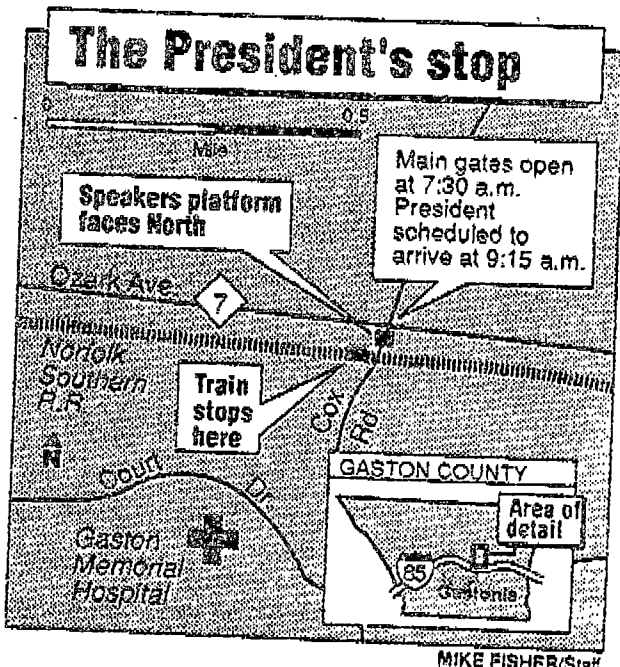 The President's stop
0 0.5
Mile
Main gates open
at 7:30 a.m.
President
scheduled to
arrive at 9:15 a.m.
Speakers platform
faces North
Ozark Ave.
7
Norfolk
Southern
R.R.
Train
stops
here
Cox
Rd.
N
Court Dr.
Gaston
Memorial
Hospital
GASTON COUNTY
Area of
detail
85
Gastonia
MIKE FISHER/Staff